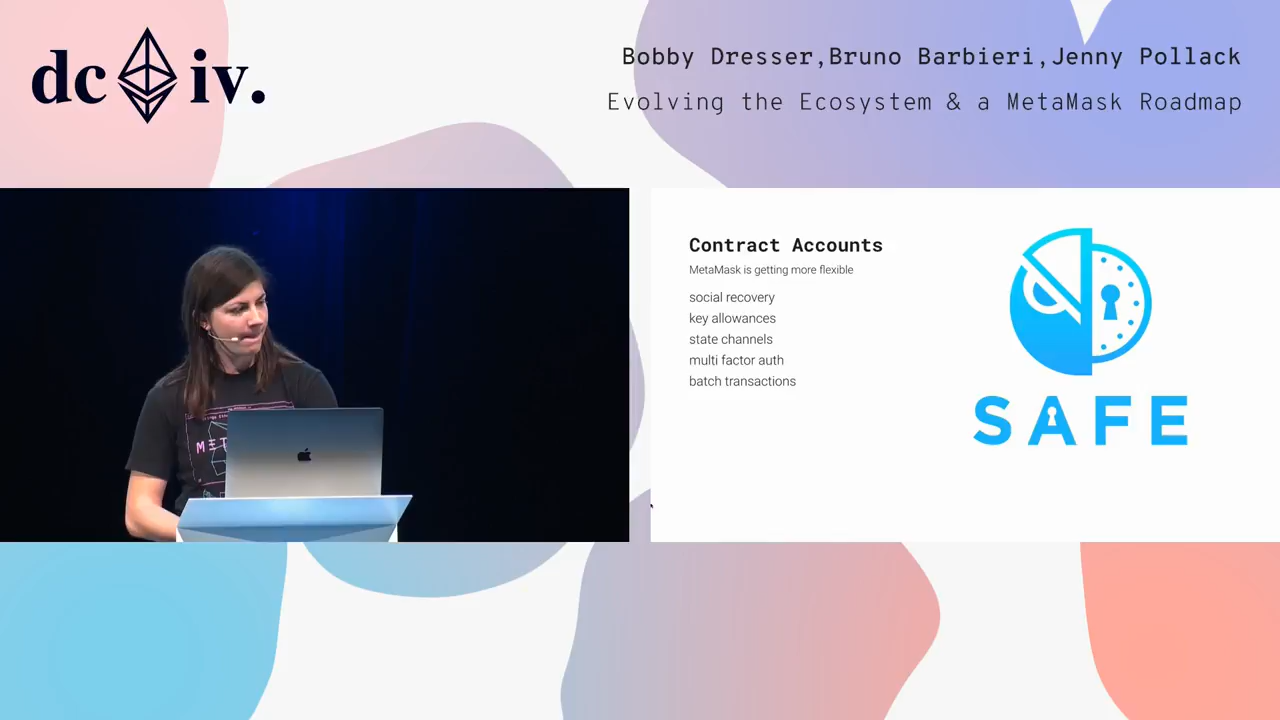 dc iv.
Bobby Dresser,Bruno Barbieri,Jenny Pollack
Evolving the Ecosystem & a MetaMask Roadmap
Contract Accounts
MetaMask is getting more flexible
social recovery
key allowances
state channels
multi factor auth
batch transactions
SAFE